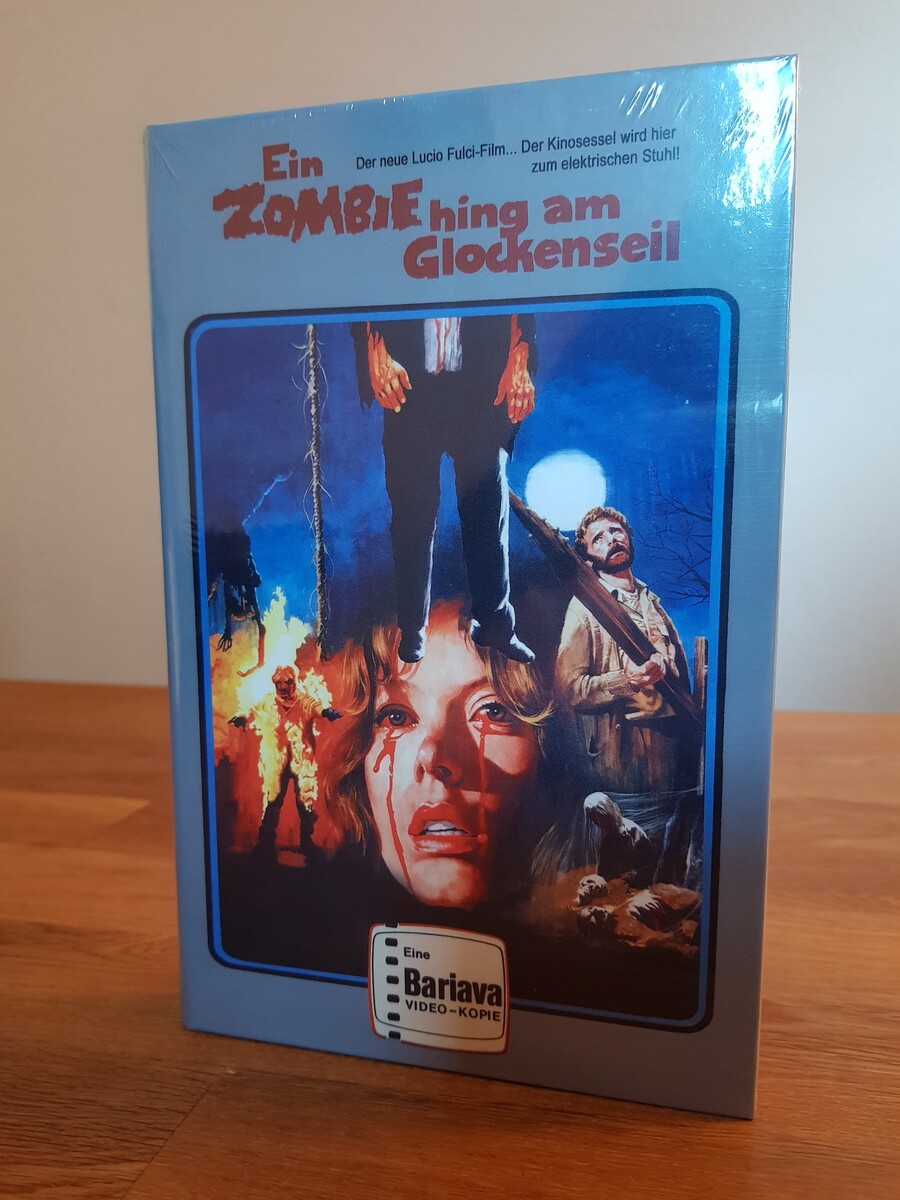 Der neue Lucio Fulci-Film... Der Kinosessel wird hier
zum elektrischen Stuhl!
Ein
ZOMBIE hing am
Glockenseil
Eine
Bariava
VIDEO-KOPIE